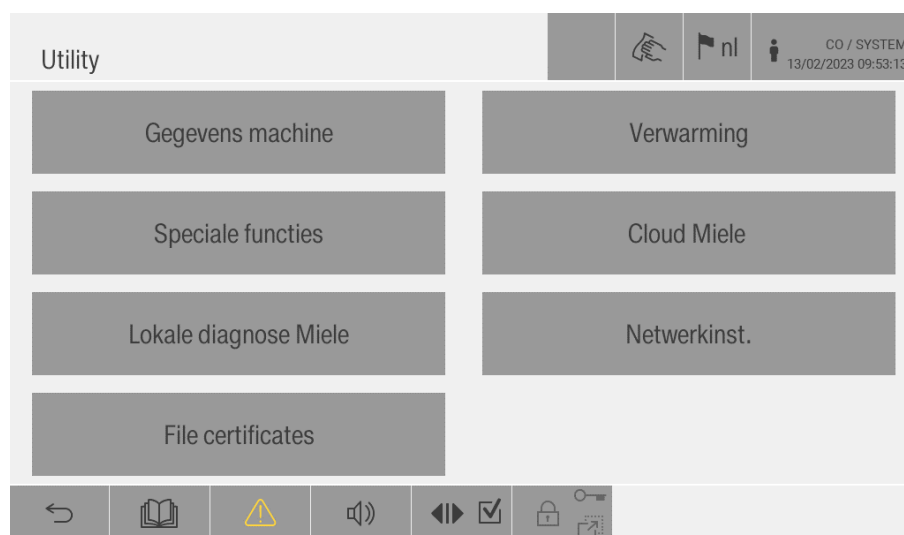 Utility
nl
CO / SYSTEM
13/02/2023 09:53:13
Gegevens machine
Verwarming
Speciale functies
Cloud Miele
Lokale diagnose Miele
Netwerkinst.
File certificates